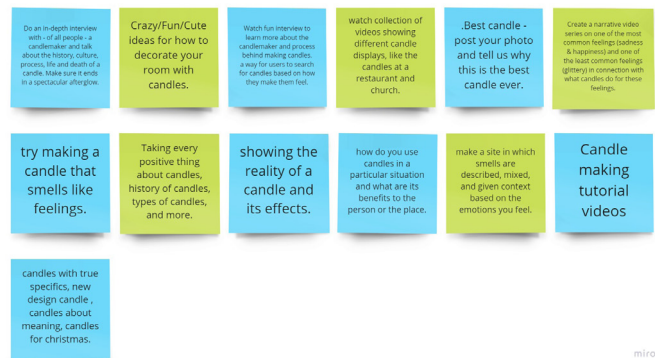 Do an in-depth interview
with - of all people - a
candlemaker and talk
about the history, culture,
process, life and death of a
candle. Make sure it ends
in a spectacular afterglow.
Crazy/Fun/Cute
ideas for how to
decorate your
room with
candles.
Watch fun interview to
learn more about the
candlemaker and process
behind making candles.
a way for users to search
for candles based on how
they make them feel.
watch collection of
videos showing
different candle
displays, like the
candles at a
restaurant and
church.
.Best candle -
post your photo
and tell us why
this is the best
candle ever.
Create a narrative video
series on one of the most
common feelings (sadness
& happiness) and one of
the least common feelings
(glittery) in connection with
what candles do for these
feelings.
try making a
candle that
smells like
feelings.
Taking every
positive thing
about candles,
history of candles,
types of candles,
and more.
showing the
reality of a
candle and
its effects.
how do you use
candles in a
particular situation
and what are its
benefits to the
person or the place.
make a site in which
smells are
described, mixed,
and given context
based on the
emotions you feel.
Candle
making
tutorial
videos
candles with true
specifics, new
design candle ,
candles about
meaning, candles
for christmas.
miro